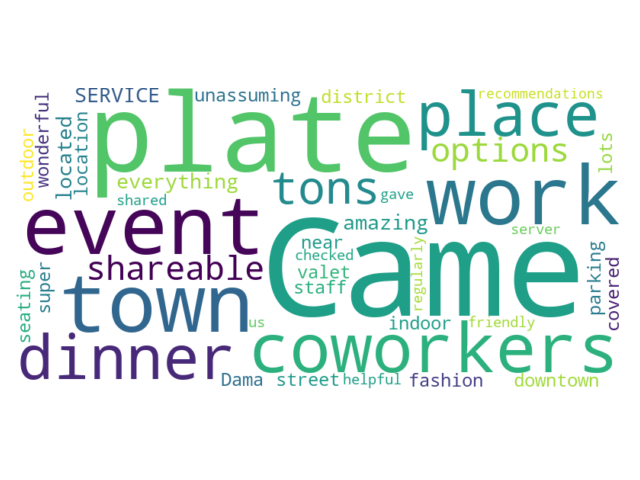 SERVICE
unassuming
district
recommendations
plate
place
outdoor
wonderful
located
location
options
lots
everything
shared
tons
gave
work
event
Came
amazing
near
checked
server
regularly
shareable
valet
staff
super
seating
town
parking
covered
us
indoor
friendly
dinner
coworkers
Dama
street
helpful
fashion
downtown